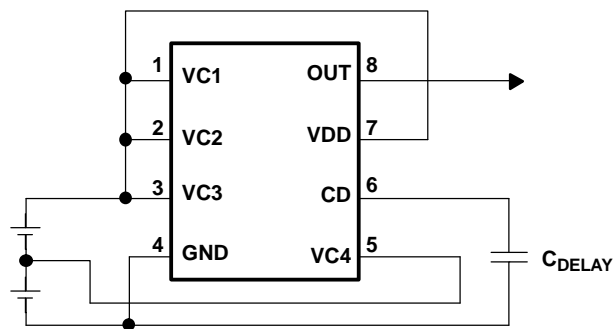 1 VC1 OUT 8
2 VC2 VDD 7
3 VC3 CD 6
4 GND VC4 5
CDELAY